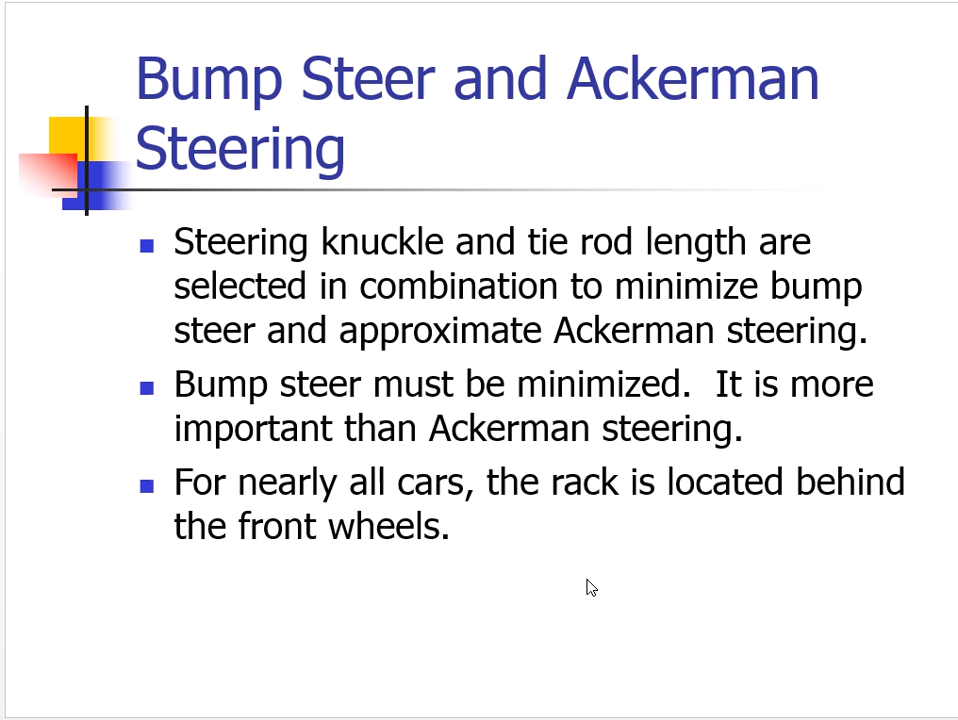 Bump Steer and Ackerman
Steering
Steering knuckle and tie rod length are
selected in combination to minimize bump
steer and approximate Ackerman steering.
Bump steer must be minimized.  It is more
important than Ackerman steering.
For nearly all cars, the rack is located behind
the front wheels.